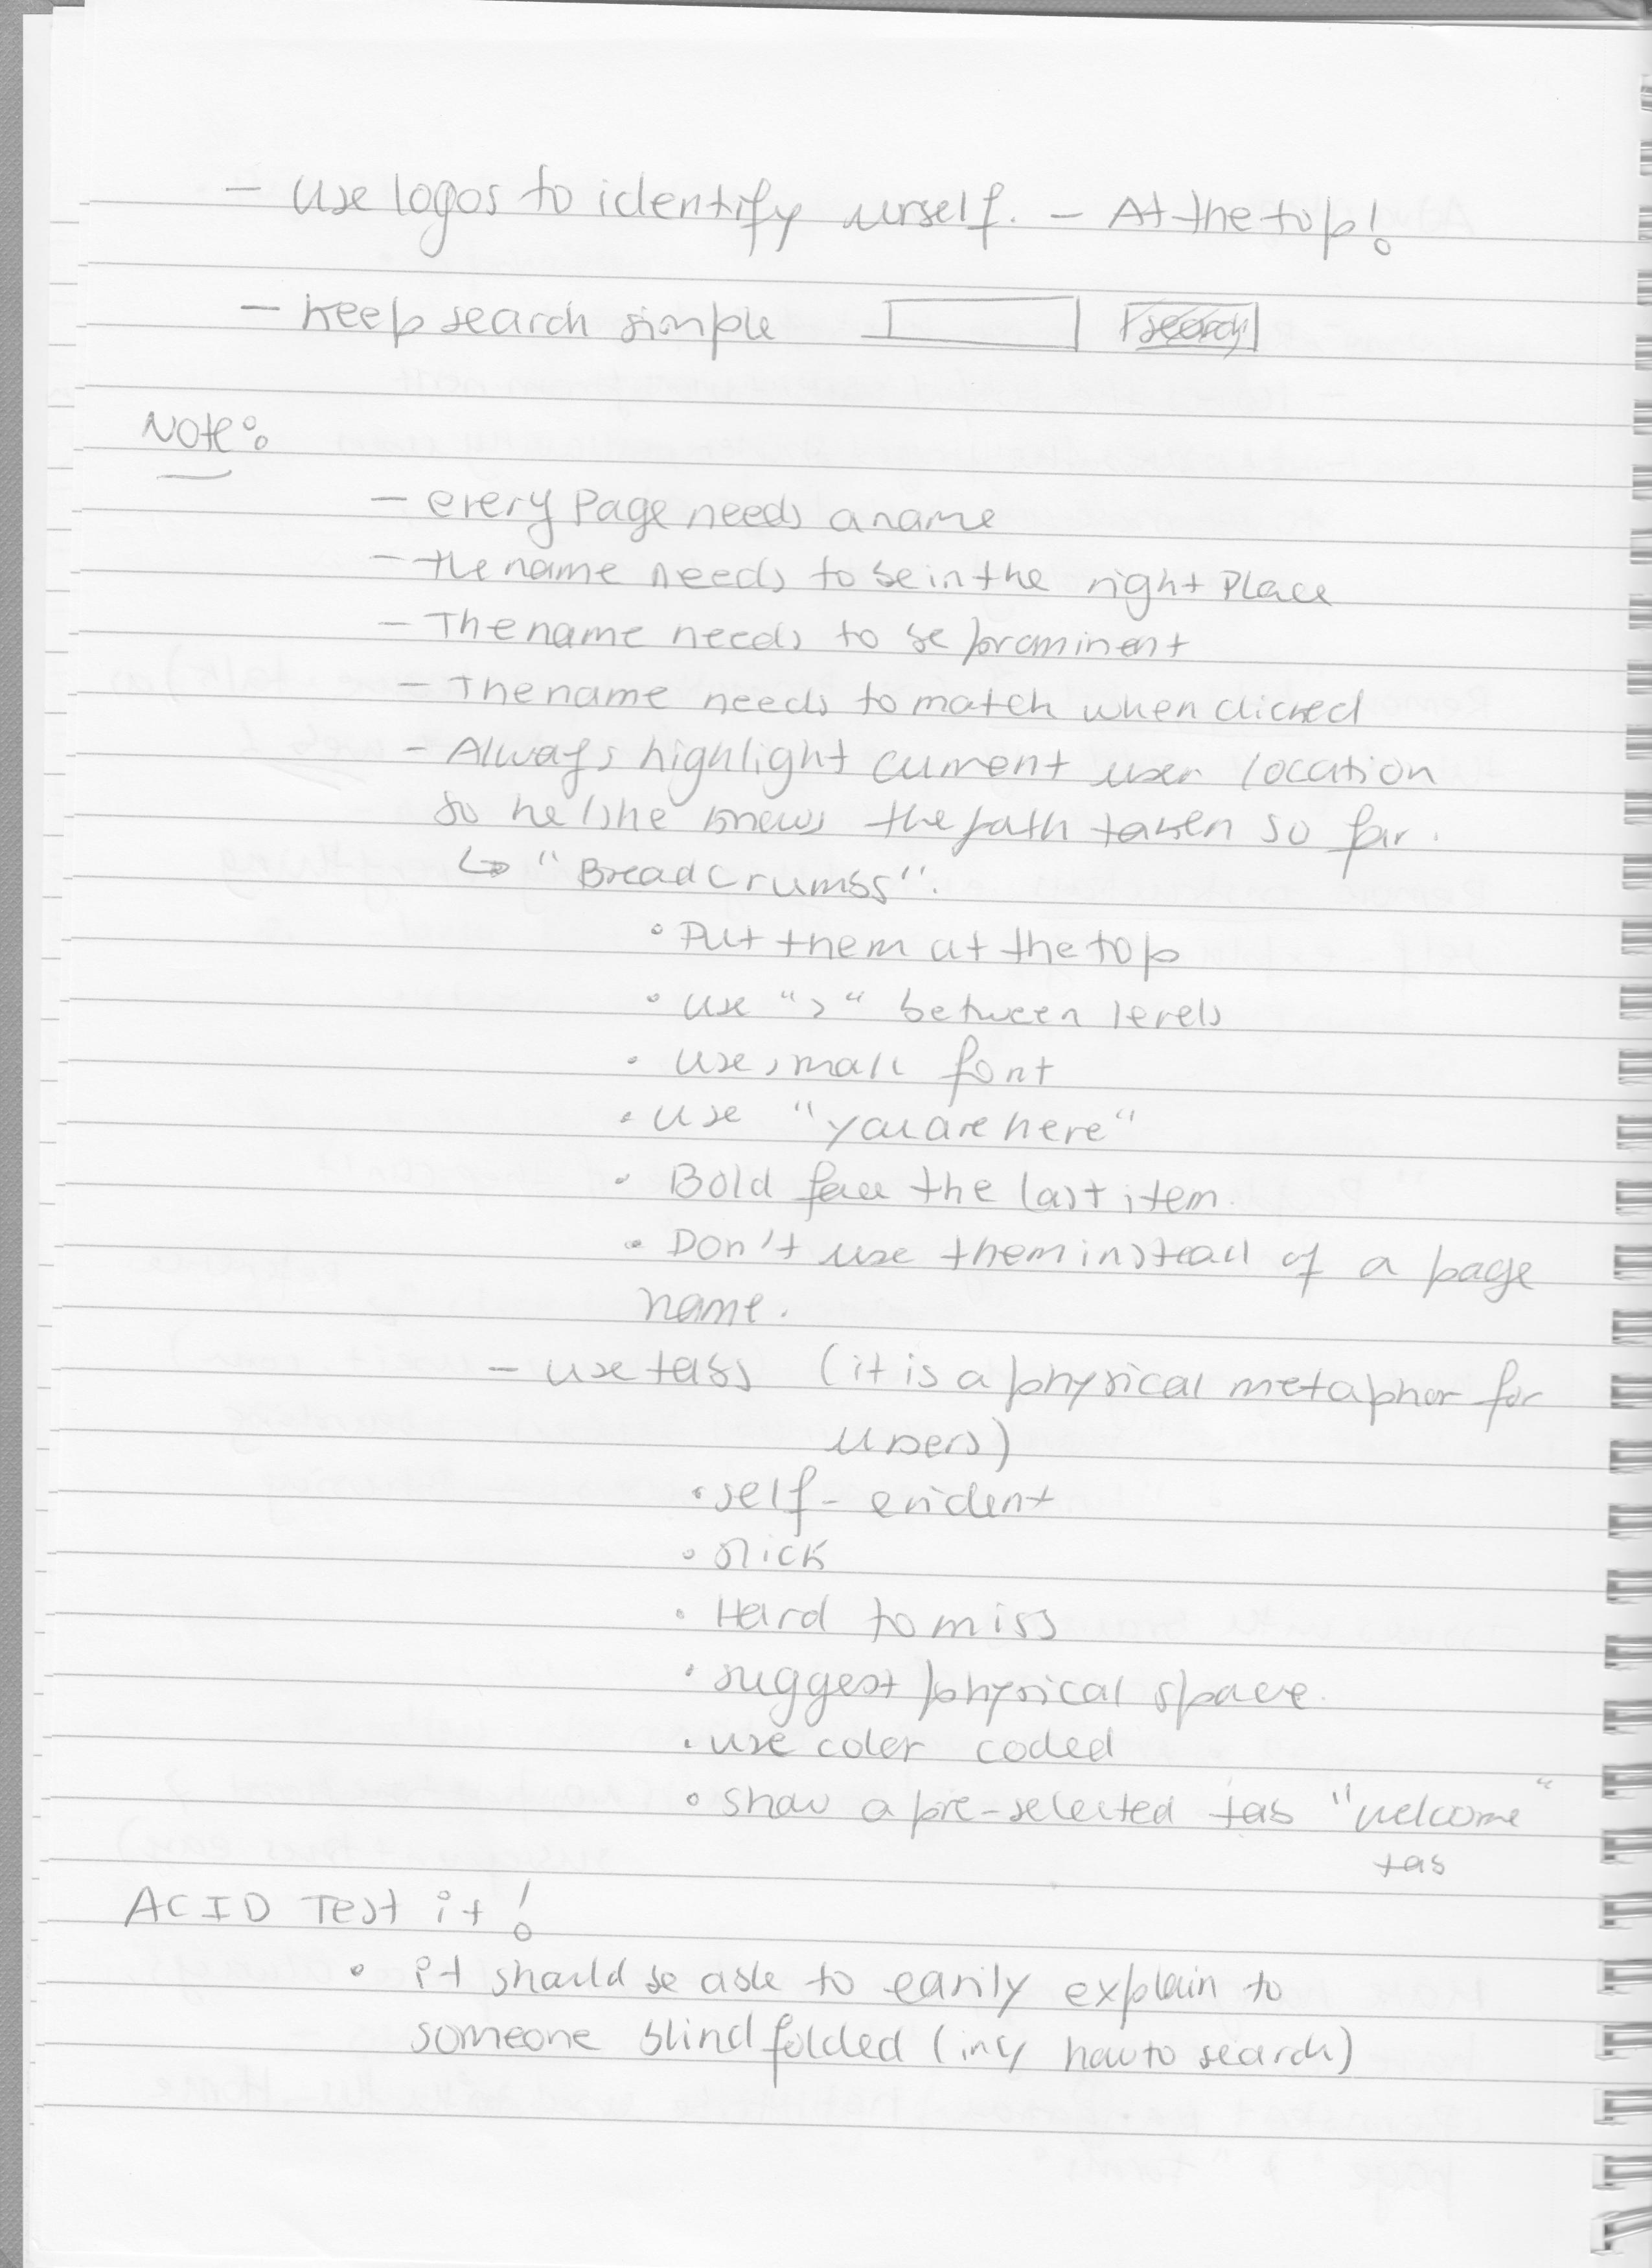 - use logos to identify urself. - At the top!
- Keep search simple [search]
Note:
- every Page needs a name
- the name needs to be in the right Place
- The name needs to be prominent
- The name needs to match when clicked
- Always highlight current user location
so he/she knows the path taken so far.
↳ "Breadcrumbs".
• Put them at the top
• use ">" between levels
• use small font
• use "you are here"
• Bold face the last item.
• Don't use them instead of a page
name.
- use tabs (it is a physical metaphor for
users)
• self-evident
• slick
• Hard to miss
• suggest physical space.
• use color coded
• show a pre-selected tab "welcome"
tab
ACID Test it!
• it should be able to easily explain to
someone blind folded (incl how to search)